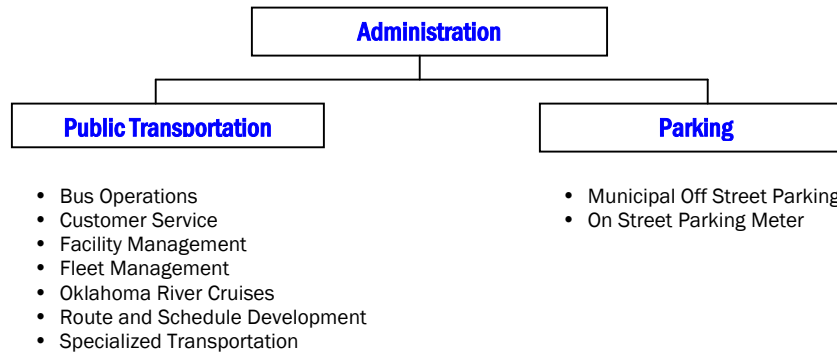 Administration
Public Transportation
Parking
• Bus Operations
• Customer Service
• Facility Management
• Fleet Management
• Oklahoma River Cruises
• Route and Schedule Development
• Specialized Transportation
• Municipal Off Street Parking
• On Street Parking Meter